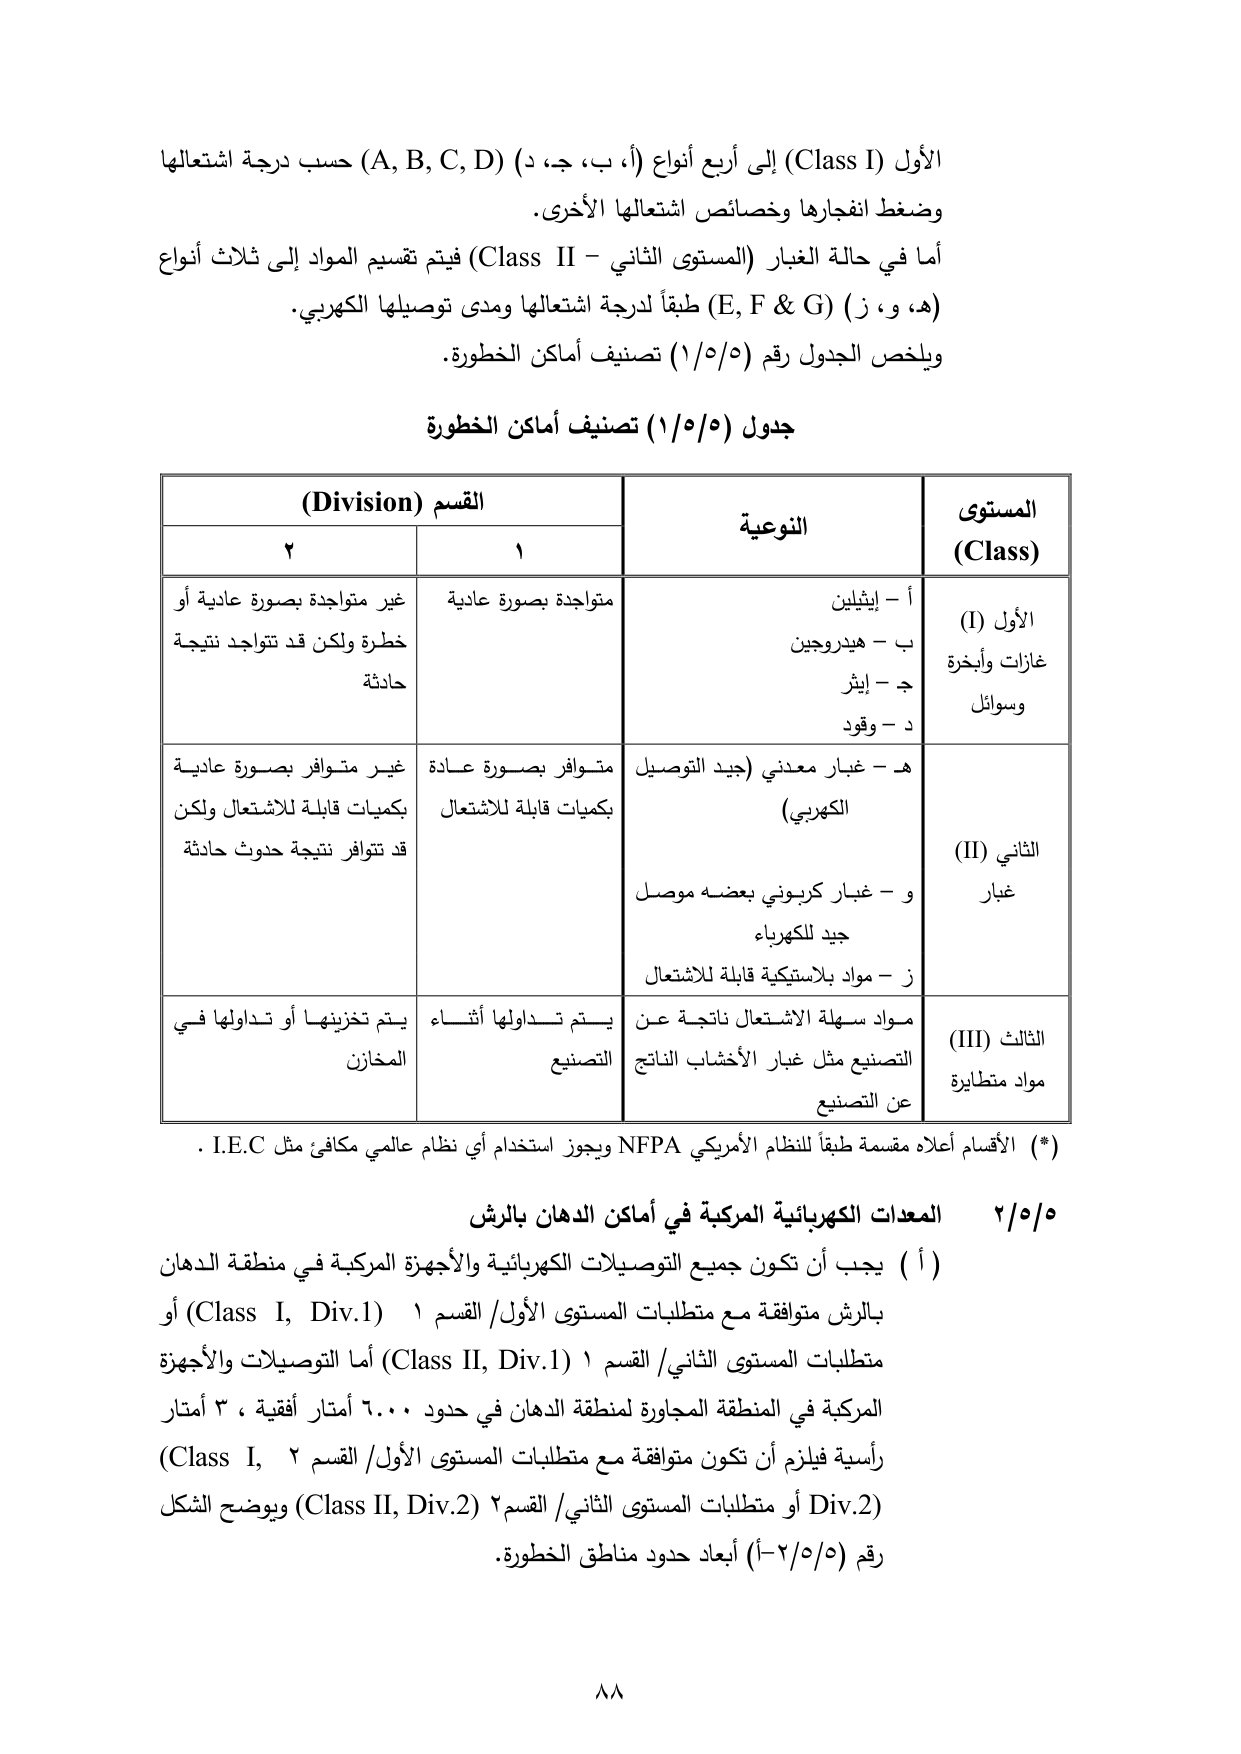 الأول (Class I) إلى أربع أنواع (أ، ب، جـ، د) (A, B, C, D) حسب درجة اشتعالها
وضغط انفجارها وخصائص اشتعالها الأخرى.
أما في حالة الغبار (المستوى الثاني – Class II) فيتم تقسيم المواد إلى ثلاث أنواع
(هـ، و، ز) (E, F & G) طبقاً لدرجة اشتعالها ومدى توصيلها الكهربي.
ويلخص الجدول رقم (١/٥/٥) تصنيف أماكن الخطورة.
جدول (١/٥/٥) تصنيف أماكن الخطورة
المستوى
(Class)
النوعية
القسم (Division)
١
٢
الأول (I)
غازات وأبخرة
وسوائل
أ – إيثيلين
ب – هيدروجين
جـ – إيثر
د – وقود
متواجدة بصورة عادية
غير متواجدة بصورة عادية أو
خطرة ولكن قد تتواجد نتيجة
حادثة
الثاني (II)
غبار
هـ – غبار معدني (جيد التوصيل
الكهربي)
و – غبار كربوني بعضه موصل
جيد للكهرباء
ز – مواد بلاستيكية قابلة للاشتعال
متوافر بصورة عادة
بكميات قابلة للاشتعال
غير متوافر بصورة عادية
بكميات قابلة للاشتعال ولكن
قد تتوافر نتيجة حدوث حادثة
الثالث (III)
مواد متطايرة
مواد سهلة الاشتعال ناتجة عن
التصنيع مثل غبار الأخشاب الناتج
عن التصنيع
يتم تداولها أثناء
التصنيع
يتم تخزينها أو تداولها في
المخازن
(*) الأقسام أعلاه مقسمة طبقاً للنظام الأمريكي NFPA ويجوز استخدام أي نظام عالمي مكافئ مثل I.E.C .
٢/٥/٥ المعدات الكهربائية المركبة في أماكن الدهان بالرش
( أ ) يجب أن تكون جميع التوصيلات الكهربائية والأجهزة المركبة في منطقة الدهان
بالرش متوافقة مع متطلبات المستوى الأول/ القسم ١ (Class I, Div.1) أو
متطلبات المستوى الثاني/ القسم ١ (Class II, Div.1) أما التوصيلات والأجهزة
المركبة في المنطقة المجاورة لمنطقة الدهان في حدود ٦.٠٠ أمتار أفقية ، ٣ أمتار
رأسية فيلزم أن تكون متوافقة مع متطلبات المستوى الأول/ القسم ٢ (Class I,
Div.2) أو متطلبات المستوى الثاني/ القسم٢ (Class II, Div.2) ويوضح الشكل
رقم (٢/٥/٥-أ) أبعاد حدود مناطق الخطورة.
٨٨